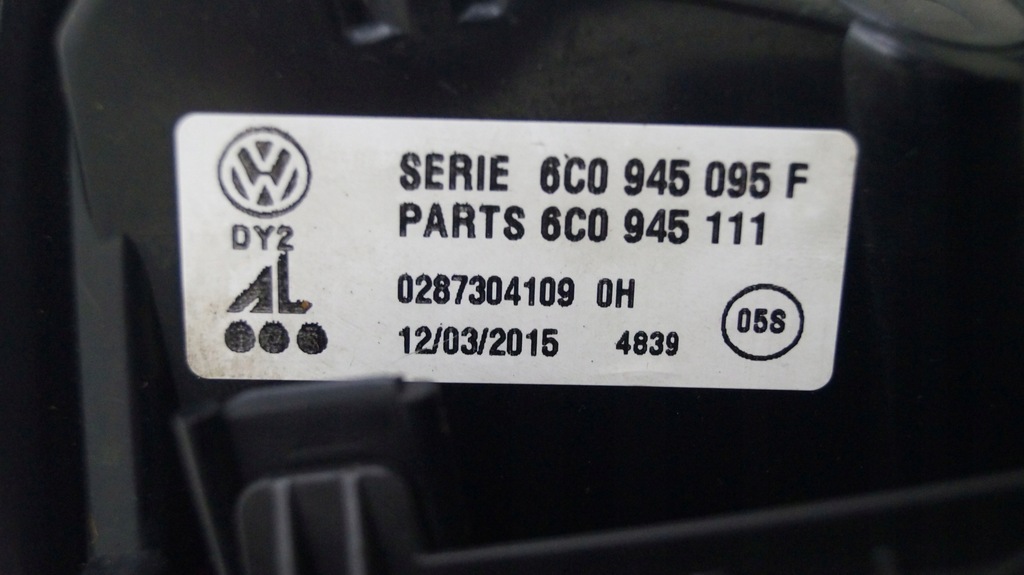 SERIE 6C0 945 095 F
PARTS 6C0 945 111
DY2
AL
0287304109 0H
12/03/2015 4839
05S